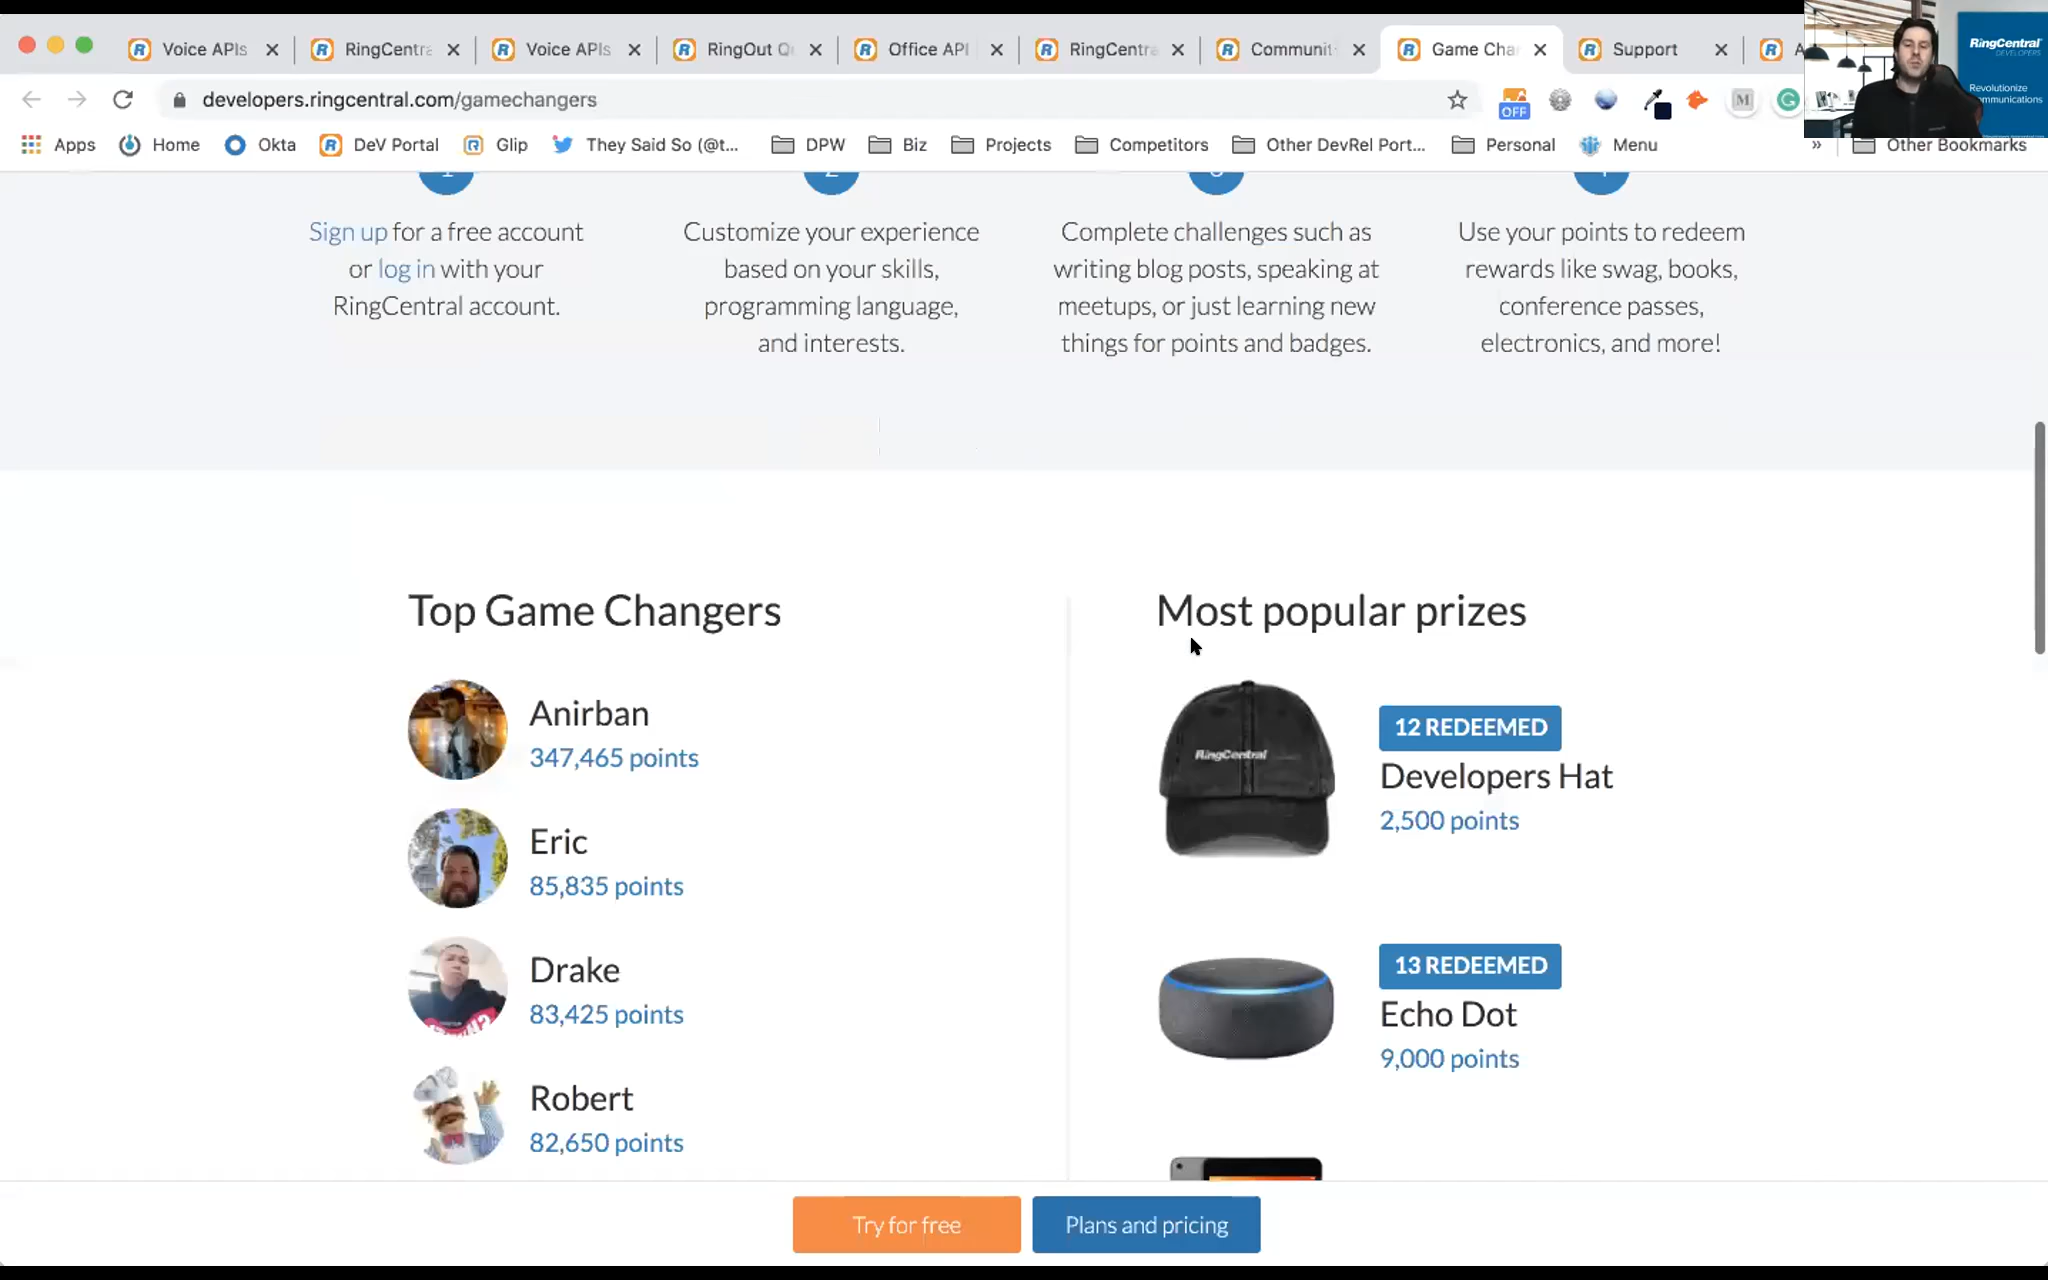 Voice APIs
RingCentra
Voice APIs
RingOut Q
Office API
RingCentra
Communit
Game Cha
Support
A
developers.ringcentral.com/gamechangers
OFF
M
G
RingCentral
DEVELOPERS
Revolutionize
Apps
Home
Okta
DeV Portal
Glip
They Said So (@t...
DPW
Biz
Projects
Competitors
Other DevRel Port...
Personal
Menu
»
Other Bookmarks
Sign up for a free account
or log in with your
RingCentral account.
Customize your experience
based on your skills,
programming language,
and interests.
Complete challenges such as
writing blog posts, speaking at
meetups, or just learning new
things for points and badges.
Use your points to redeem
rewards like swag, books,
conference passes,
electronics, and more!
Top Game Changers
Anirban
347,465 points
Eric
85,835 points
Drake
83,425 points
Robert
82,650 points
Most popular prizes
RingCentral
12 REDEEMED
Developers Hat
2,500 points
13 REDEEMED
Echo Dot
9,000 points
Try for free
Plans and pricing